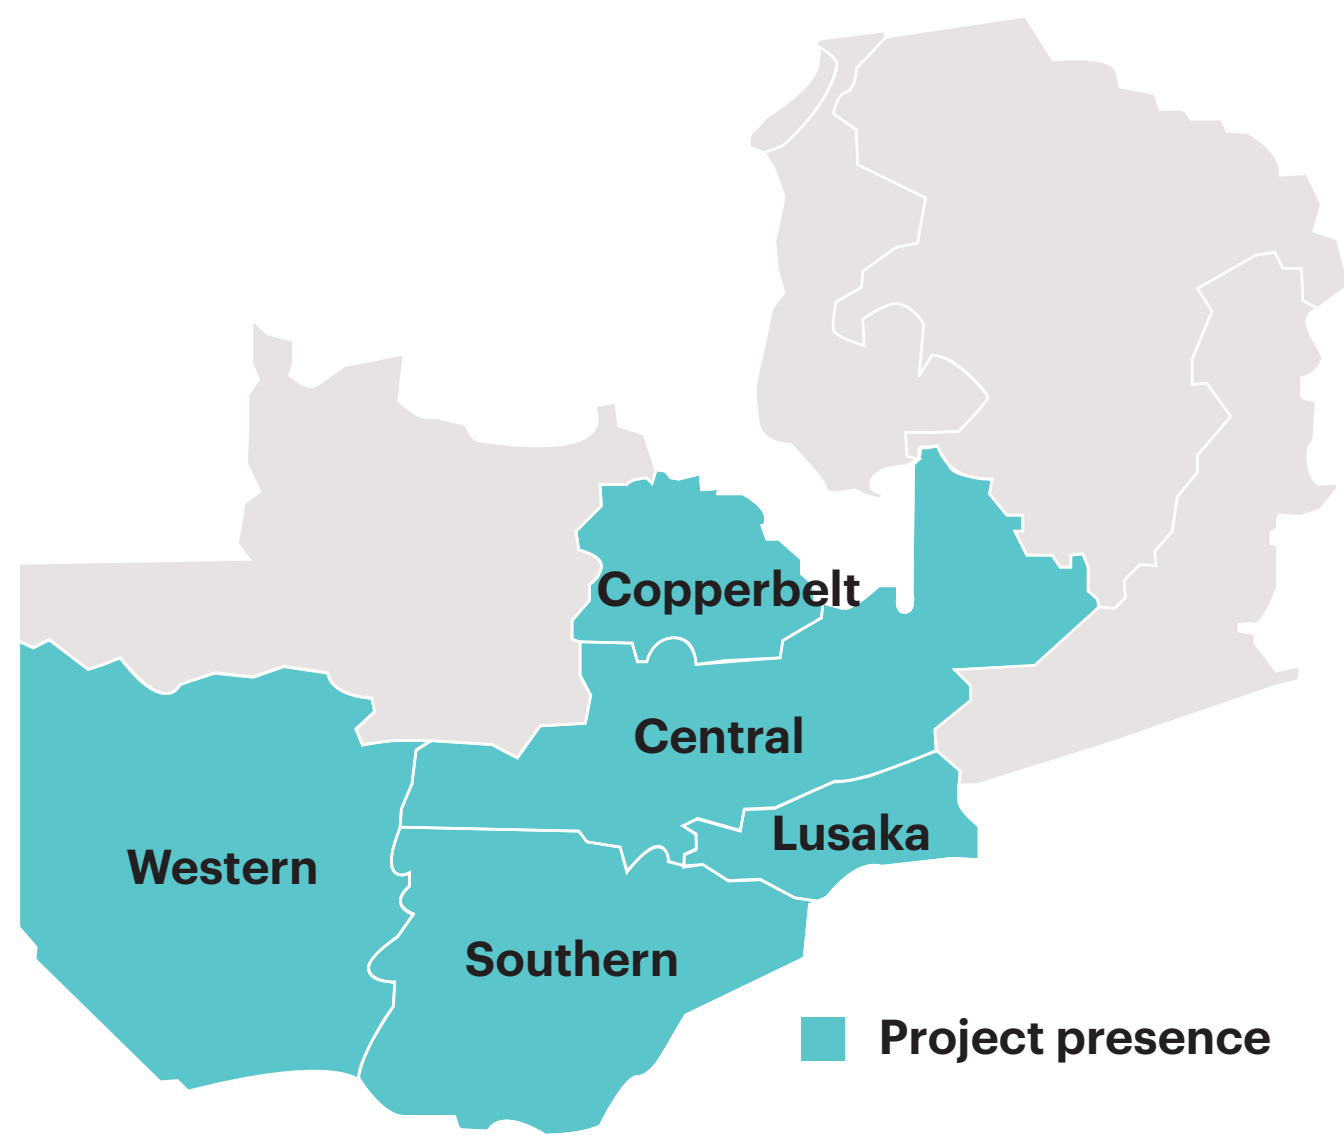 Copperbelt
Central
Lusaka
Western
Southern
Project presence